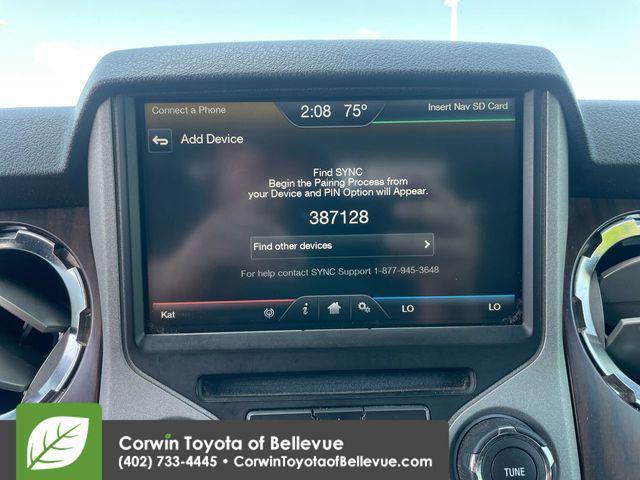 Connect a Phone
2:08 75°
Insert Nav SD Card
Add Device
Find SYNC
Begin the Pairing Process from
your Device and PIN Option will Appear.
387128
Find other devices
For help contact SYNC Support 1-877-945-3648
Kat
LO
LO
TUNE
Corwin Toyota of Bellevue
(402) 733-4445 • CorwinToyotaofBellevue.com